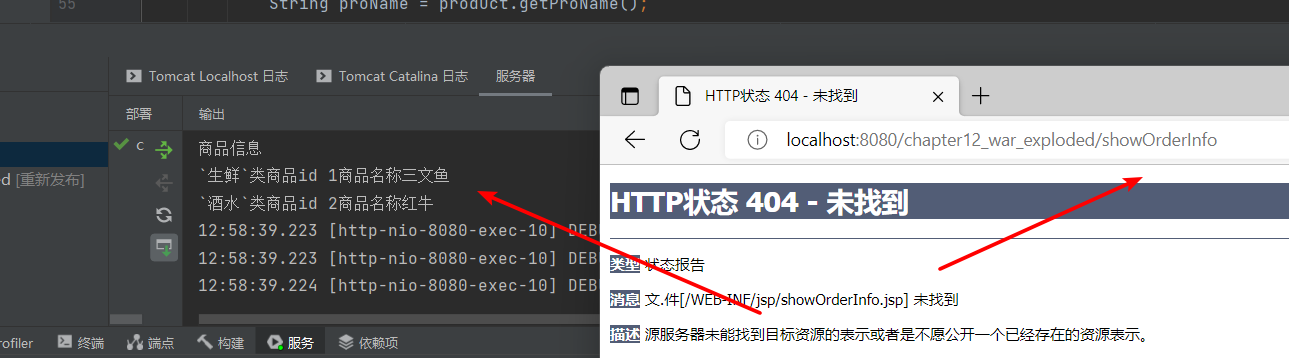 55 String proName = product.getProName();
Tomcat Localhost 日志 Tomcat Catalina 日志 服务器
部署 输出
商品信息
`生鲜`类商品id 1商品名称三文鱼
`酒水`类商品id 2商品名称红牛
12:58:39.223 [http-nio-8080-exec-10] DEBU
12:58:39.223 [http-nio-8080-exec-10] DEBU
12:58:39.224 [http-nio-8080-exec-10] DEBU
c
ed [重新发布]
rofiler 终端 端点 构建 服务 依赖项
HTTP状态 404 - 未找到
localhost:8080/chapter12_war_exploded/showOrderInfo
HTTP状态 404 - 未找到
类型 状态报告
消息 文.件[/WEB-INF/jsp/showOrderInfo.jsp] 未找到
描述 源服务器未能找到目标资源的表示或者是不愿公开一个已经存在的资源表示。